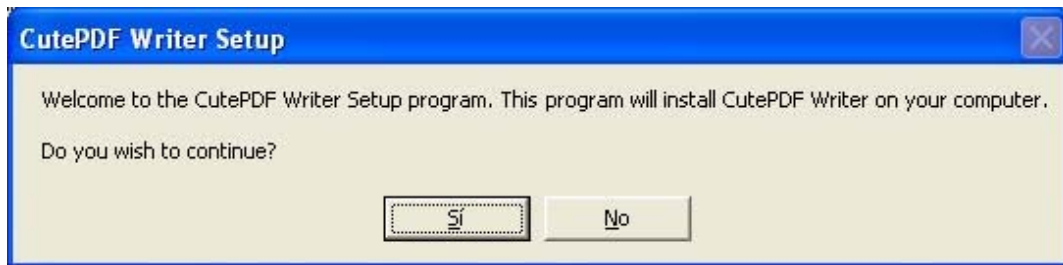 CutePDF Writer Setup
Welcome to the CutePDF Writer Setup program. This program will install CutePDF Writer on your computer.
Do you wish to continue?
Sí No